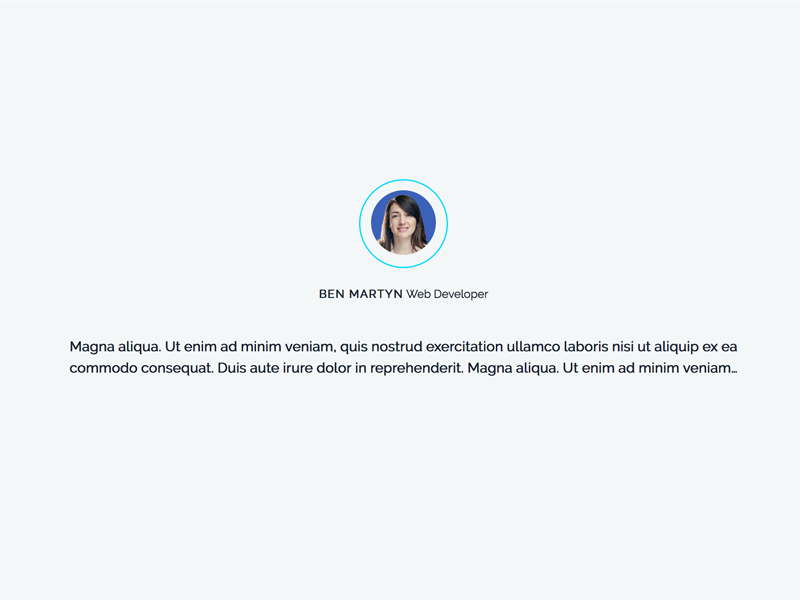 BEN MARTYN Web Developer
Magna aliqua. Ut enim ad minim veniam, quis nostrud exercitation ullamco laboris nisi ut aliquip ex ea
commodo consequat. Duis aute irure dolor in reprehenderit. Magna aliqua. Ut enim ad minim veniam…